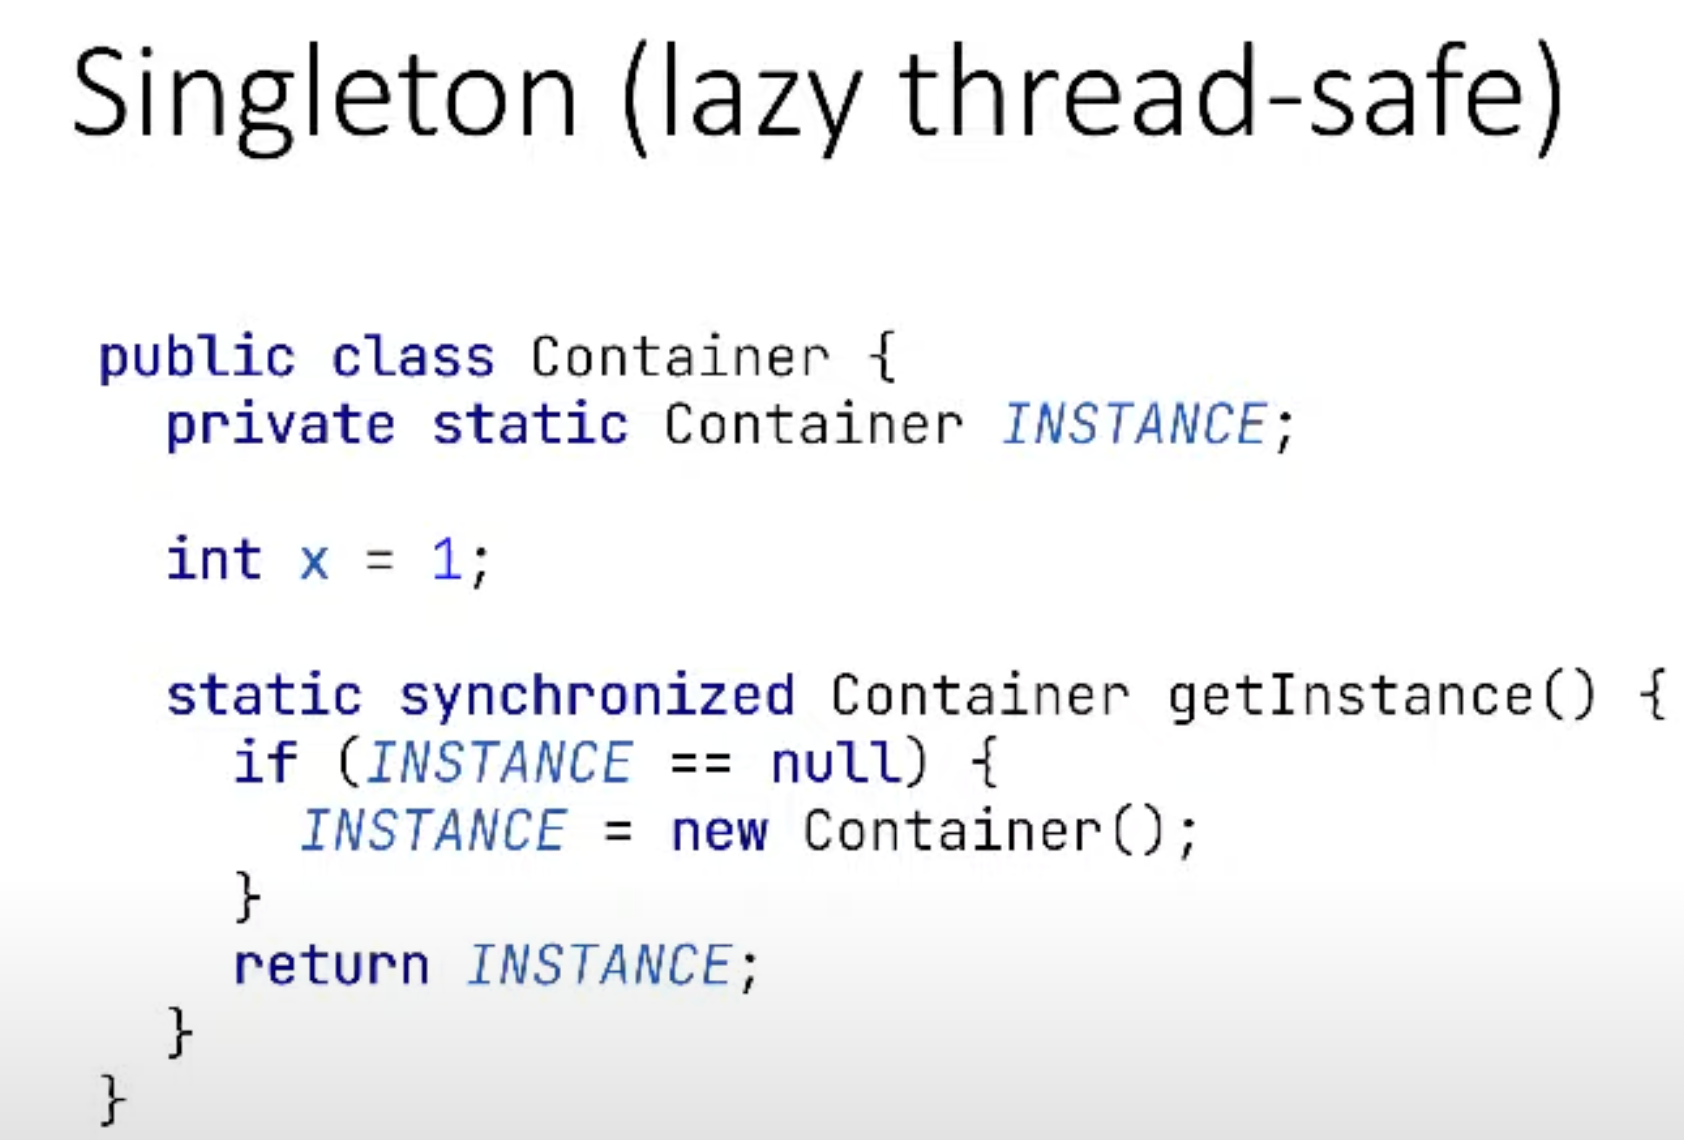 Singleton (lazy thread-safe)
public class Container {
private static Container INSTANCE;
int x = 1;
static synchronized Container getInstance() {
if (INSTANCE == null) {
INSTANCE = new Container();
}
return INSTANCE;
}
}